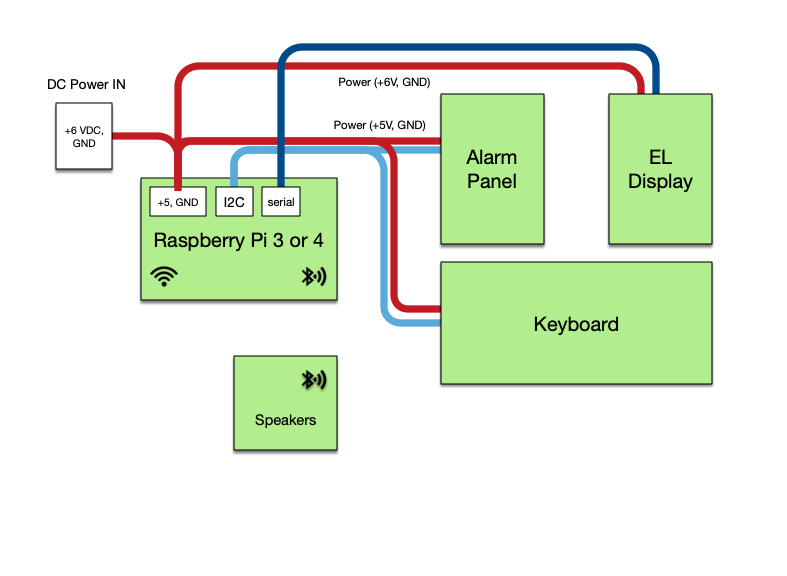 Power (+6V, GND)
DC Power IN
+6 VDC,
GND
Power (+5V, GND)
Alarm
Panel
EL
Display
+5, GND
I2C
serial
Raspberry Pi 3 or 4
Keyboard
Speakers